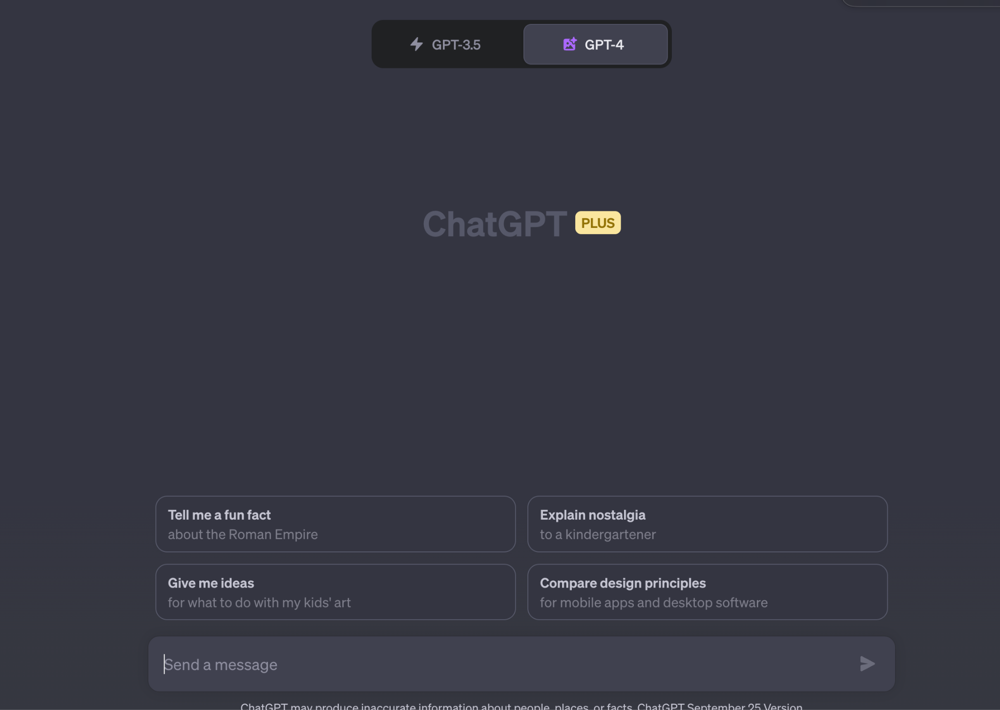 GPT-3.5
GPT-4
ChatGPT PLUS
Tell me a fun fact
about the Roman Empire
Explain nostalgia
to a kindergartener
Give me ideas
for what to do with my kids' art
Compare design principles
for mobile apps and desktop software
Send a message
ChatGPT may produce inaccurate information about people, places, or facts. ChatGPT September 25 Version